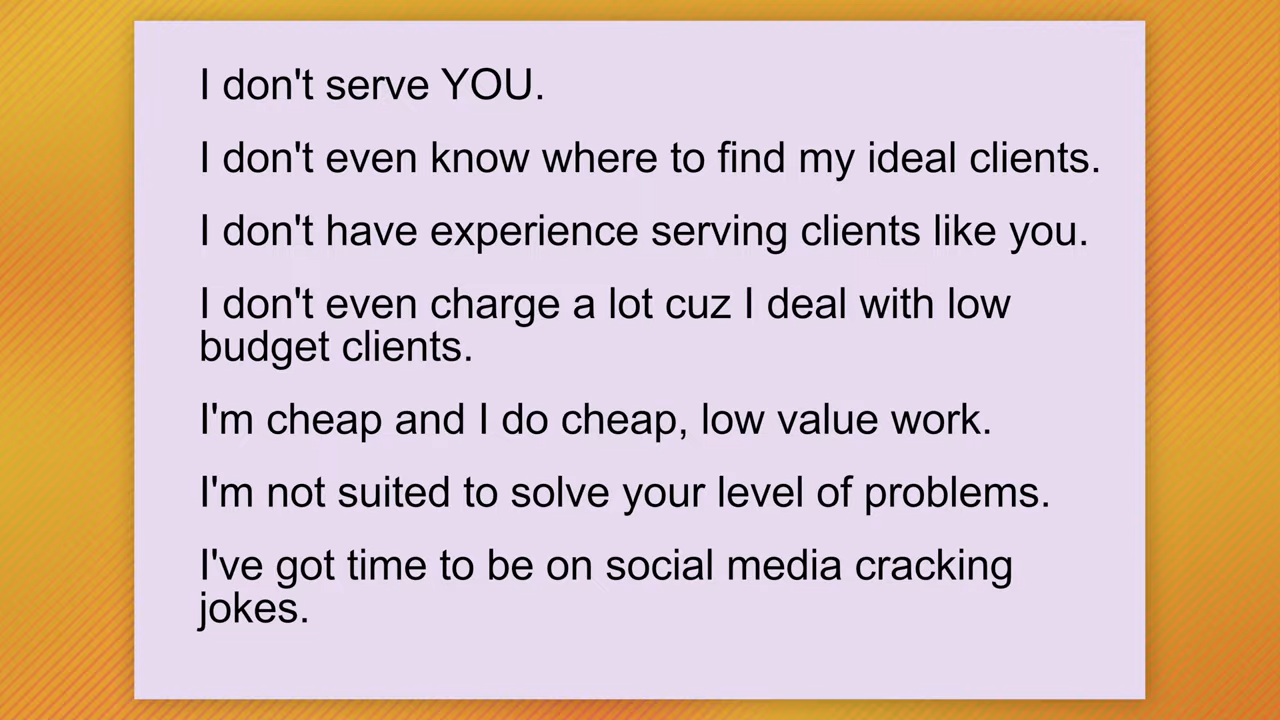 I don't serve YOU.
I don't even know where to find my ideal clients.
I don't have experience serving clients like you.
I don't even charge a lot cuz I deal with low
budget clients.
I'm cheap and I do cheap, low value work.
I'm not suited to solve your level of problems.
I've got time to be on social media cracking
jokes.